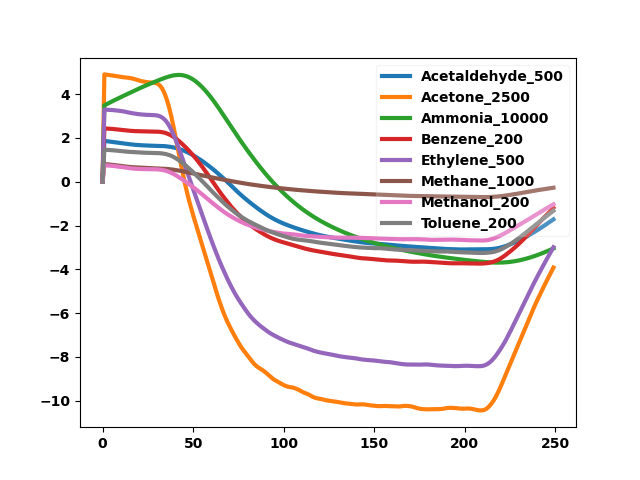 Acetaldehyde_500
Acetone_2500
Ammonia_10000
Benzene_200
Ethylene_500
Methane_1000
Methanol_200
Toluene_200
4
2
0
−2
−4
−6
−8
−10
0 50 100 150 200 250